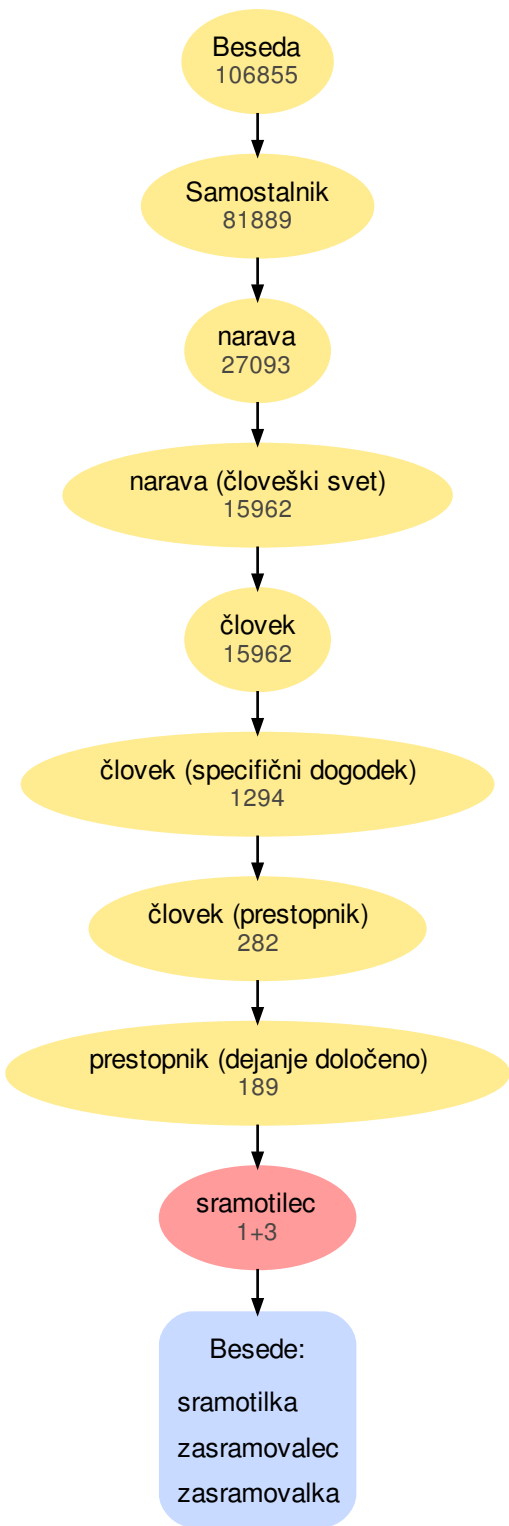 Beseda
106855
Samostalnik
81889
narava
27093
narava (človeški svet)
15962
človek
15962
človek (specifični dogodek)
1294
človek (prestopnik)
282
prestopnik (dejanje določeno)
189
sramotilec
1+3
Besede:
sramotilka
zasramovalec
zasramovalka